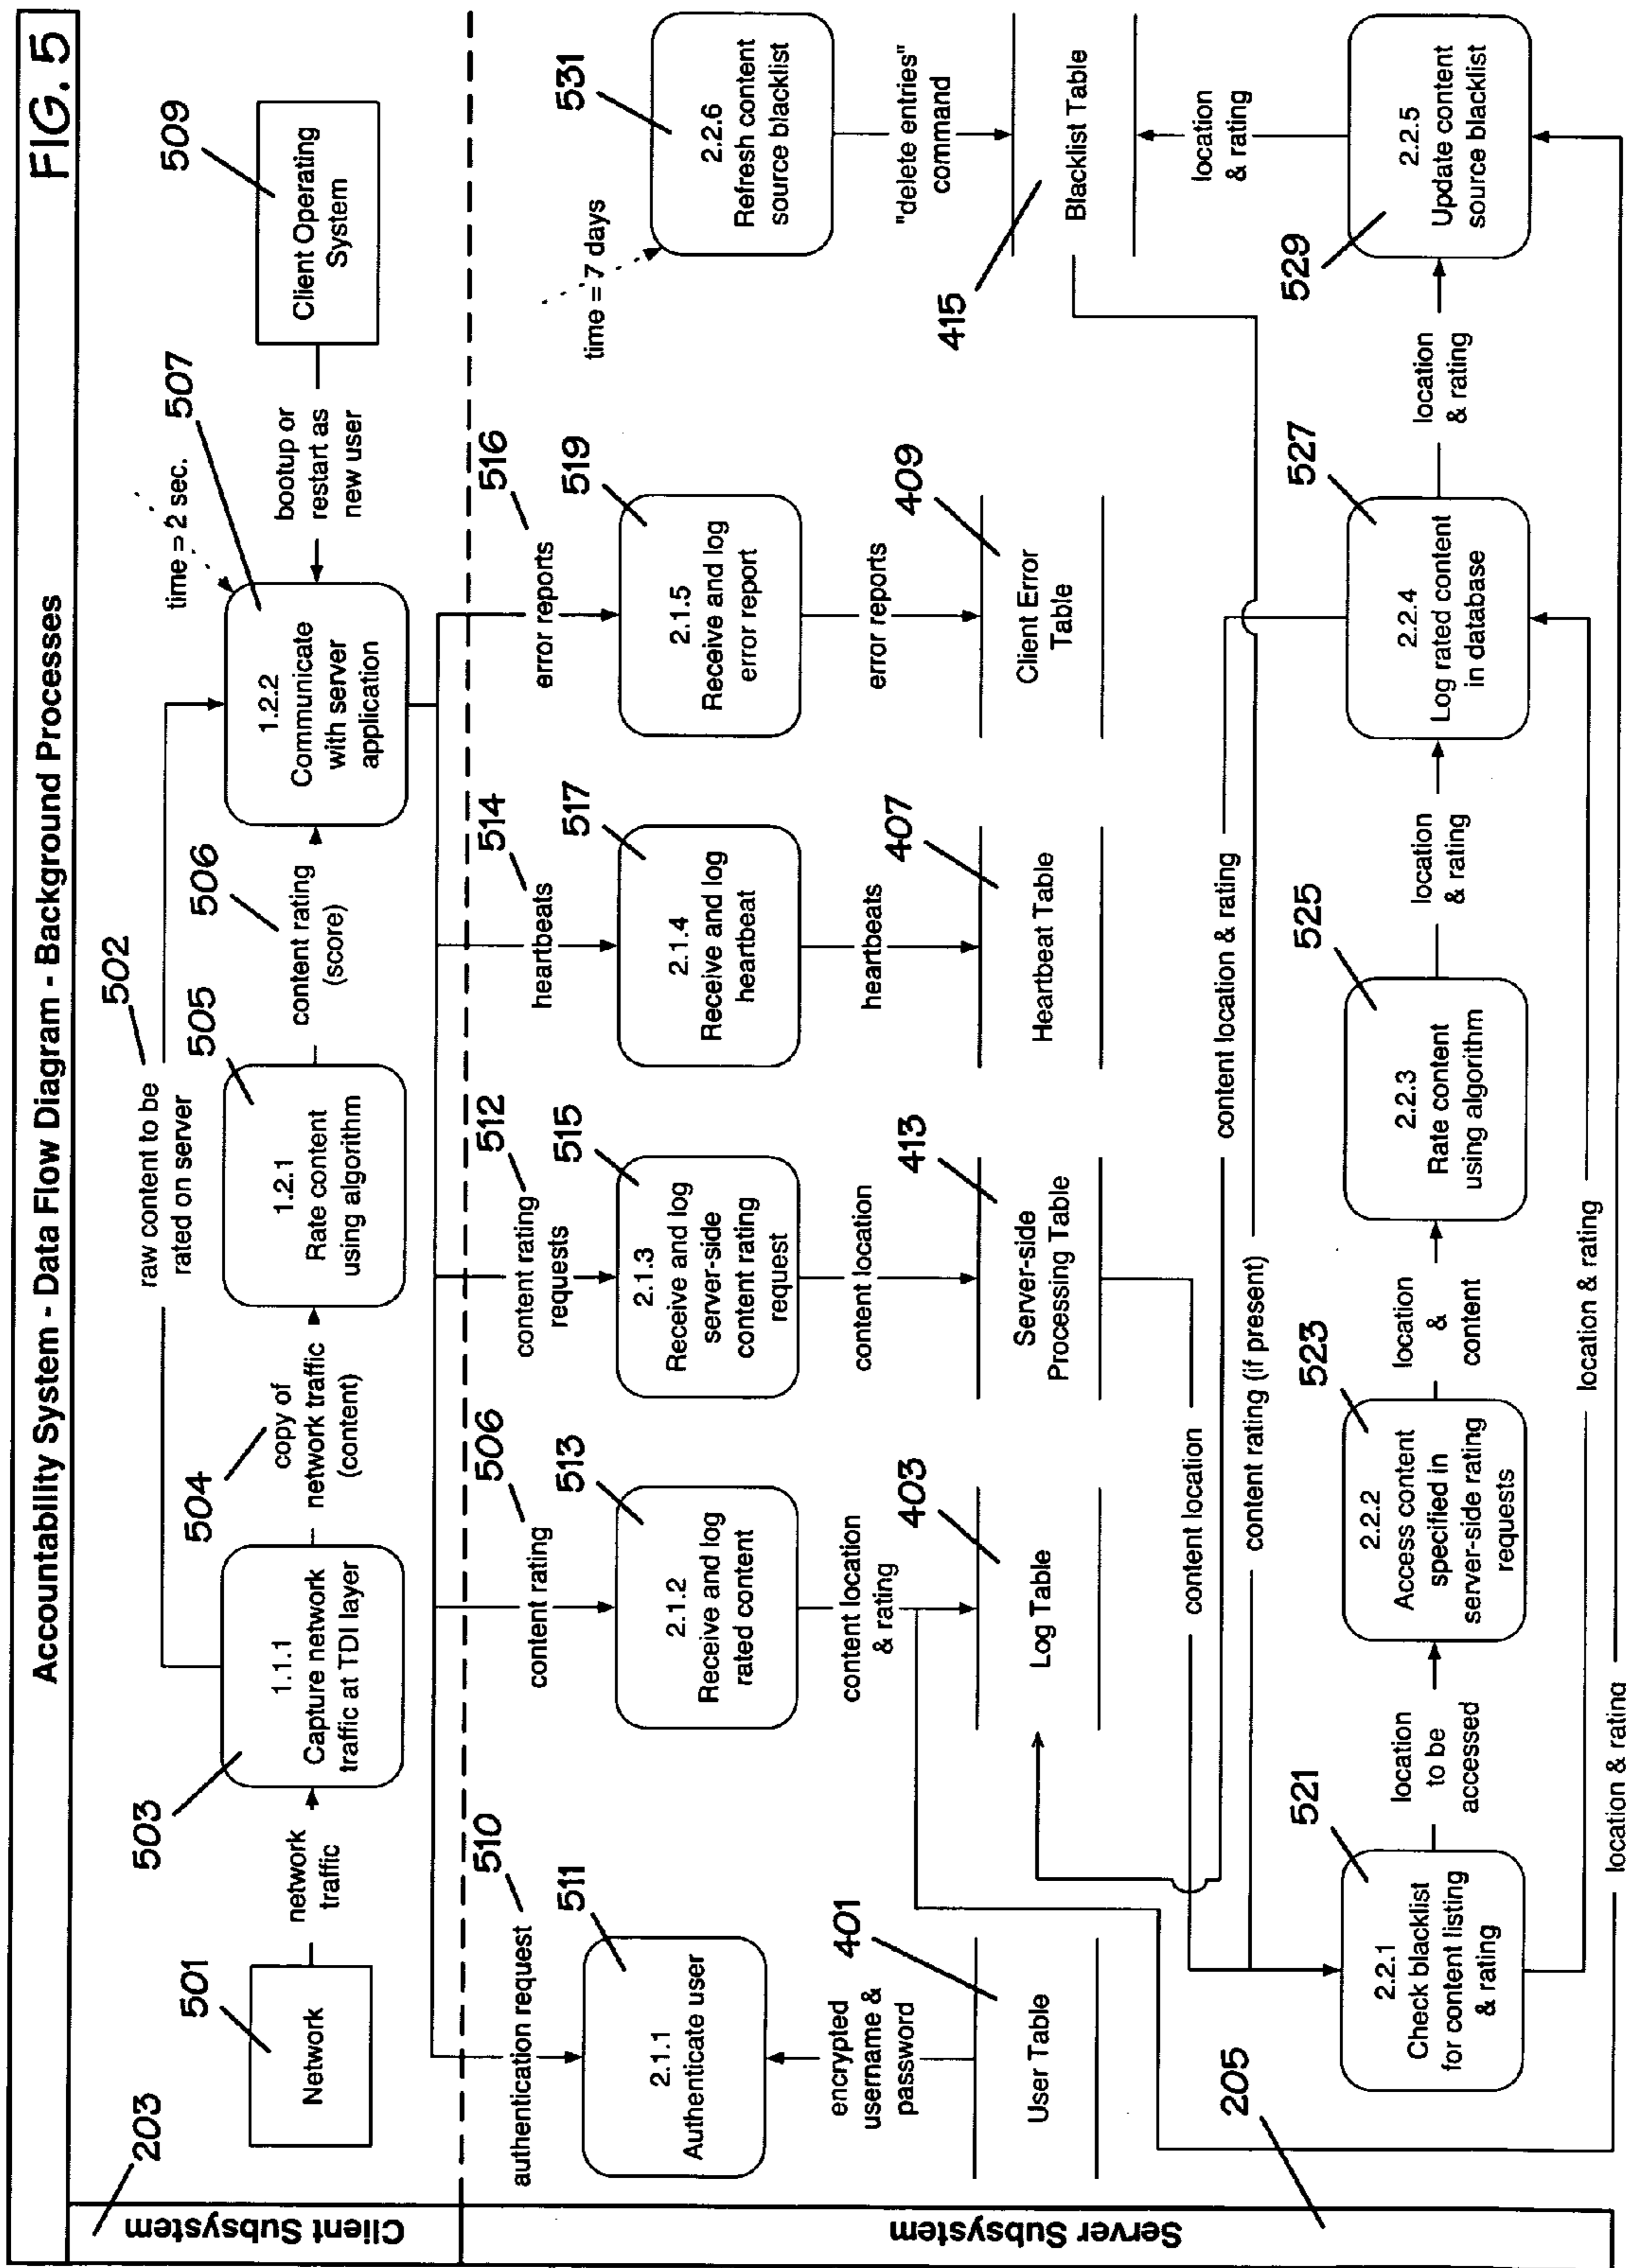 Accountability System - Data Flow Diagram - Background Processes
FIG. 5
Client Subsystem
203
501
Network
network
traffic
503
1.1.1
Capture network
traffic at TDI layer
504
copy of
network traffic
(content)
502
raw content to be
rated on server
505
1.2.1
Rate content
using algorithm
506
content rating
(score)
time = 2 sec.
507
1.2.2
Communicate
with server
application
bootup or
restart as
new user
509
Client Operating
System
Server Subsystem
205
510
authentication request
511
2.1.1
Authenticate user
encrypted
username &
password
401
User Table
506
content rating
513
2.1.2
Receive and log
rated content
content location
& rating
403
Log Table
512
content rating
requests
515
2.1.3
Receive and log
server-side
content rating
request
content location
413
Server-side
Processing Table
514
heartbeats
517
2.1.4
Receive and log
heartbeat
heartbeats
407
Heartbeat Table
516
error reports
519
2.1.5
Receive and log
error report
error reports
409
Client Error
Table
time = 7 days
531
2.2.6
Refresh content
source blacklist
"delete entries"
command
415
Blacklist Table
location
& rating
content location
content location & rating
content rating (if present)
521
2.2.1
Check blacklist
for content listing
& rating
location
to be
accessed
523
2.2.2
Access content
specified in
server-side rating
requests
location
&
content
525
2.2.3
Rate content
using algorithm
location
& rating
527
2.2.4
Log rated content
in database
location
& rating
529
2.2.5
Update content
source blacklist
location & rating
location & rating